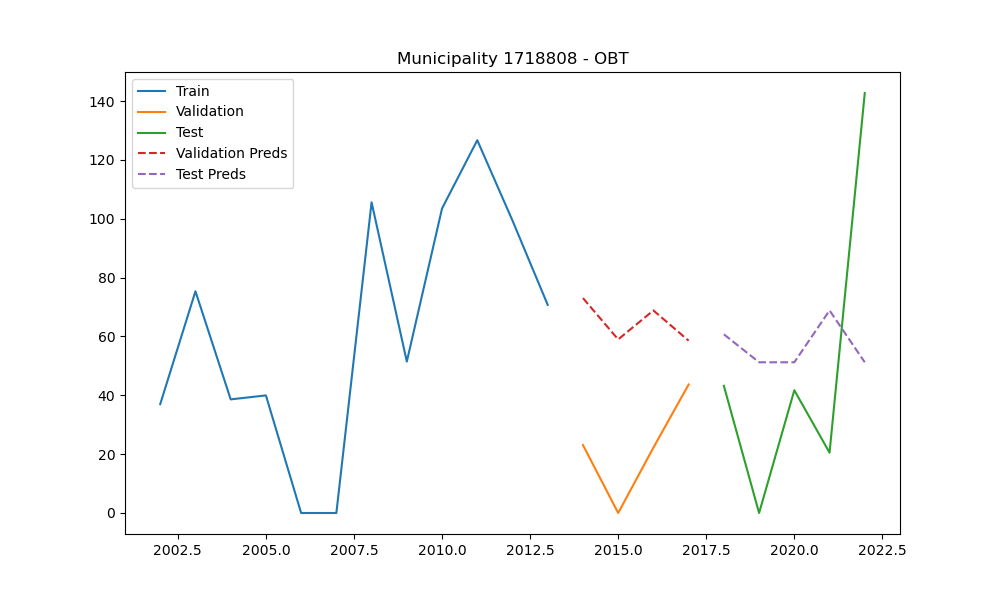 Municipality 1718808 - OBT
Train
Validation
Test
Validation Preds
Test Preds
140
120
100
80
60
40
20
0
2002.5 2005.0 2007.5 2010.0 2012.5 2015.0 2017.5 2020.0 2022.5